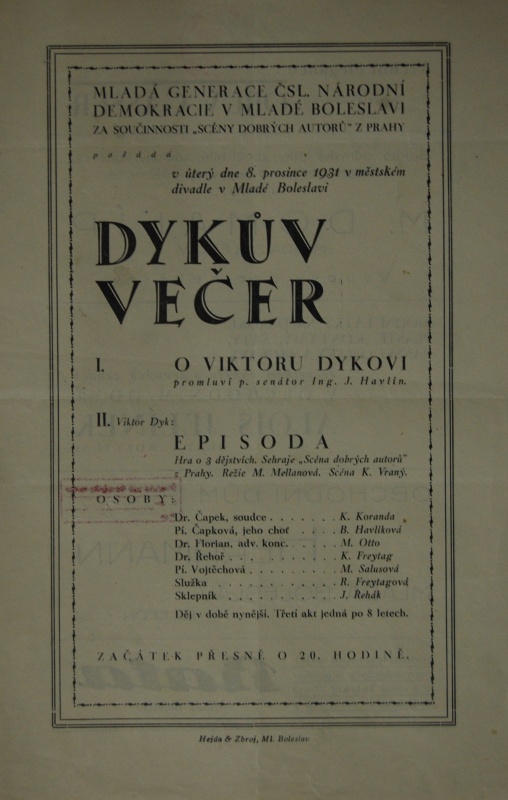 MLADÁ GENERACE ČSL. NÁRODNÍ
DEMOKRACIE V MLADÉ BOLESLAVI
ZA SOUČINNOSTI „SCÉNY DOBRÝCH AUTORŮ“ Z PRAHY
pořádá
v úterý dne 8. prosince 1931 v městském
divadle v Mladé Boleslavi
DYKŮV
VEČER
I. O VIKTORU DYKOVI
promluví p. senátor Ing. J. Havlín.
II. Viktor Dyk:
EPISODA
Hra o 3 dějstvích. Sehraje „Scéna dobrých autorů“
z Prahy. Režie M. Mellanová. Scéna K. Vraný.
OSOBY:
Dr. Čapek, soudce . . . . . . . K. Koranda
Pí. Čapková, jeho choť . . . . B. Havlíková
Dr. Florian, adv. konc. . . . . . M. Otto
Dr. Řehoř . . . . . . . . . . . K. Freytag
Pí. Vojtěchová . . . . . . . . . M. Salusová
Služka . . . . . . . . . . . . R. Freytagová
Sklepník . . . . . . . . . . . J. Řehák
Děj v době nynější. Třetí akt jedná po 8 letech.
ZAČÁTEK PŘESNĚ O 20. HODINĚ.
Hejda & Zbroj, Ml. Boleslav